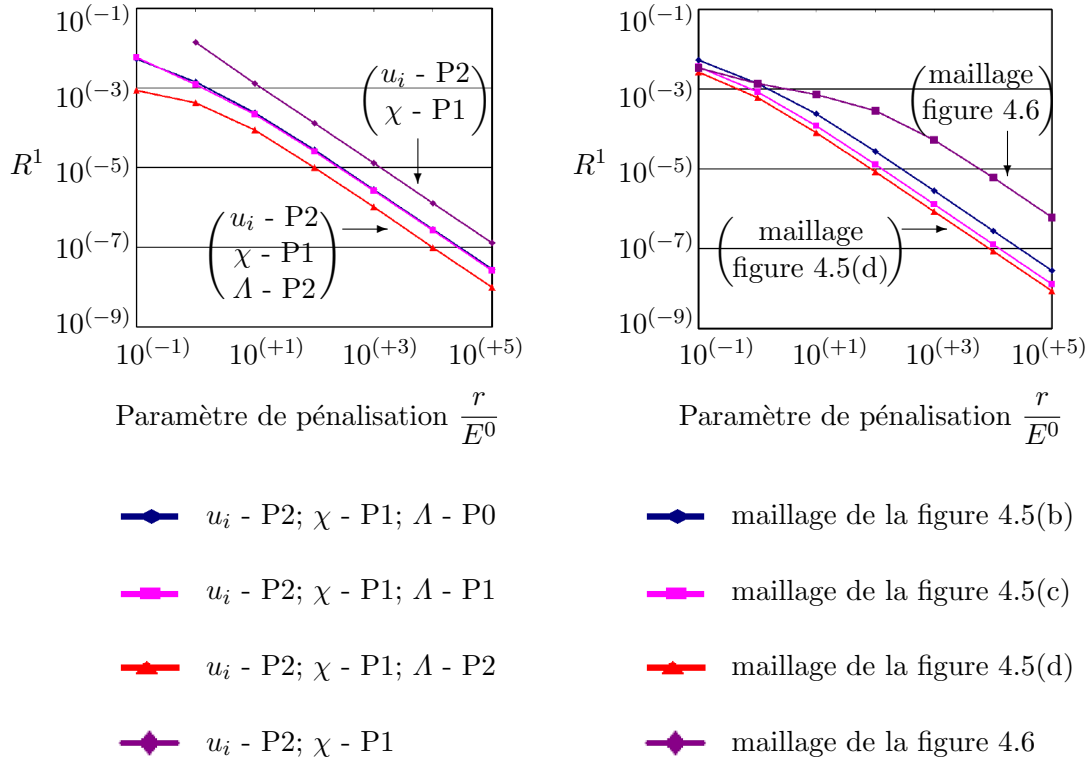 10^(−1)
10^(−3)
R^1
10^(−5)
10^(−7)
10^(−9)
10^(−1) 10^(+1) 10^(+3) 10^(+5)
(u_i - P2
χ - P1)
(u_i - P2
χ - P1
Λ - P2)
Paramètre de pénalisation r/E^0
10^(−1)
10^(−3)
R^1
10^(−5)
10^(−7)
10^(−9)
10^(−1) 10^(+1) 10^(+3) 10^(+5)
(maillage
figure 4.6)
(maillage
figure 4.5(d))
Paramètre de pénalisation r/E^0
u_i - P2; χ - P1; Λ - P0
u_i - P2; χ - P1; Λ - P1
u_i - P2; χ - P1; Λ - P2
u_i - P2; χ - P1
maillage de la figure 4.5(b)
maillage de la figure 4.5(c)
maillage de la figure 4.5(d)
maillage de la figure 4.6